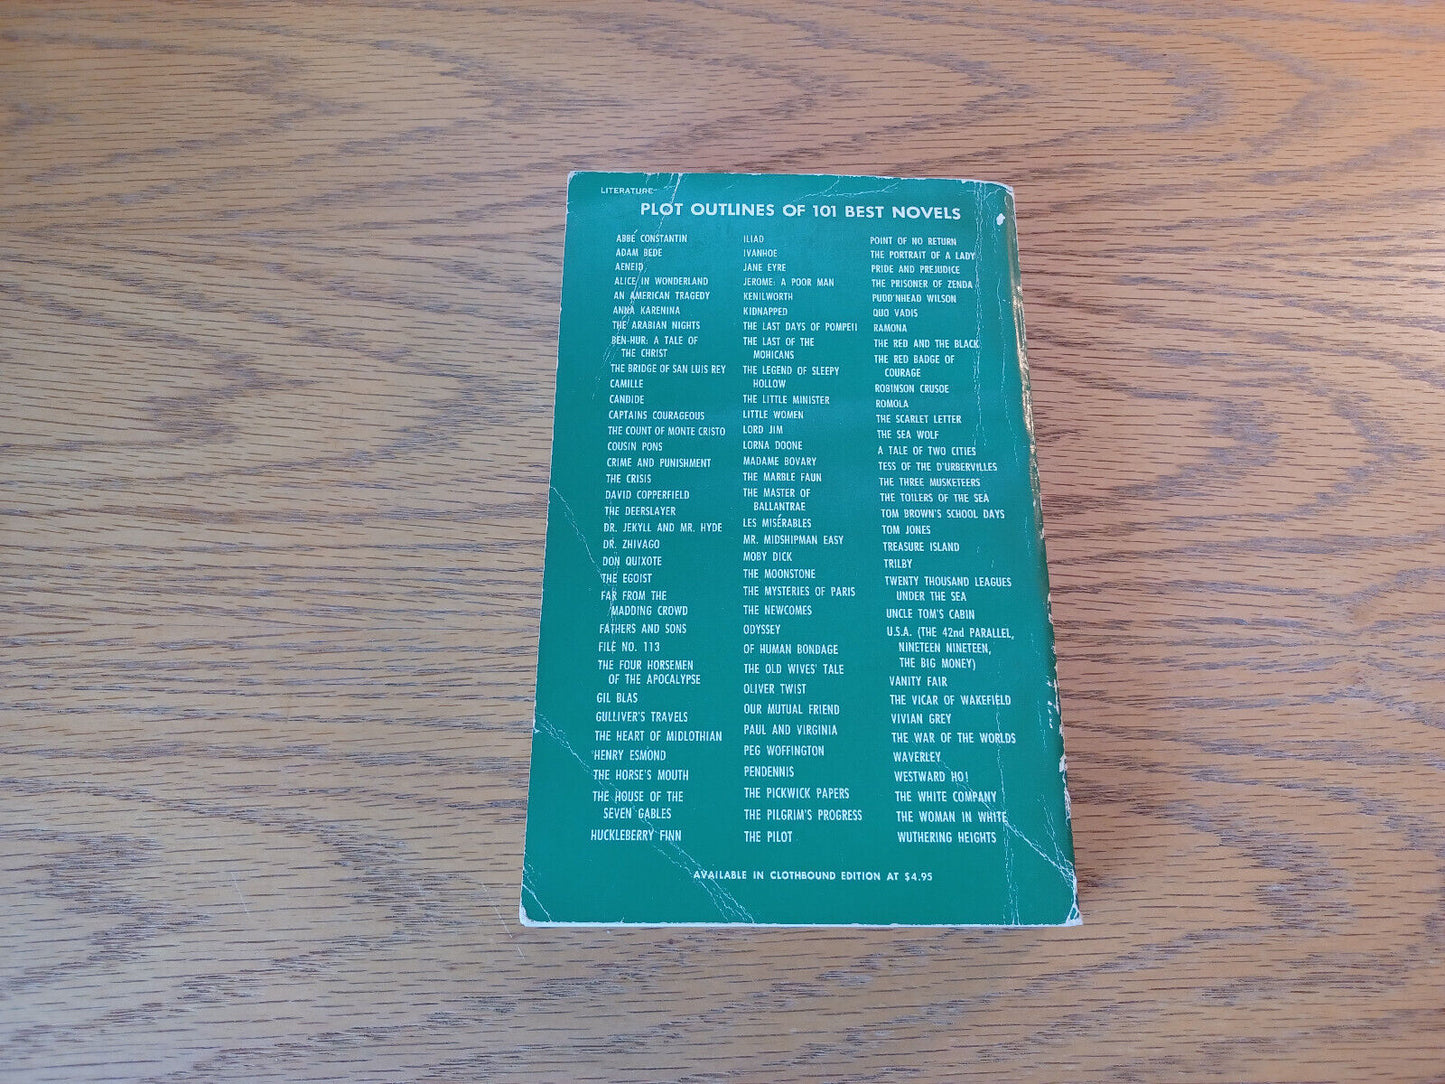 LITERATURE
PLOT OUTLINES OF 101 BEST NOVELS
ABBÉ CONSTANTIN
ADAM BEDE
AENEID
ALICE IN WONDERLAND
AN AMERICAN TRAGEDY
ANNA KARENINA
THE ARABIAN NIGHTS
BEN-HUR: A TALE OF
THE CHRIST
THE BRIDGE OF SAN LUIS REY
CAMILLE
CANDIDE
CAPTAINS COURAGEOUS
THE COUNT OF MONTE CRISTO
COUSIN PONS
CRIME AND PUNISHMENT
THE CRISIS
DAVID COPPERFIELD
THE DEERSLAYER
DR. JEKYLL AND MR. HYDE
DR. ZHIVAGO
DON QUIXOTE
THE EGOIST
FAR FROM THE
MADDING CROWD
FATHERS AND SONS
FILE NO. 113
THE FOUR HORSEMEN
OF THE APOCALYPSE
GIL BLAS
GULLIVER'S TRAVELS
THE HEART OF MIDLOTHIAN
HENRY ESMOND
THE HORSE'S MOUTH
THE HOUSE OF THE
SEVEN GABLES
HUCKLEBERRY FINN
ILIAD
IVANHOE
JANE EYRE
JEROME: A POOR MAN
KENILWORTH
KIDNAPPED
THE LAST DAYS OF POMPEII
THE LAST OF THE
MOHICANS
THE LEGEND OF SLEEPY
HOLLOW
THE LITTLE MINISTER
LITTLE WOMEN
LORD JIM
LORNA DOONE
MADAME BOVARY
THE MARBLE FAUN
THE MASTER OF
BALLANTRAE
LES MISÉRABLES
MR. MIDSHIPMAN EASY
MOBY DICK
THE MOONSTONE
THE MYSTERIES OF PARIS
THE NEWCOMES
ODYSSEY
OF HUMAN BONDAGE
THE OLD WIVES' TALE
OLIVER TWIST
OUR MUTUAL FRIEND
PAUL AND VIRGINIA
PEG WOFFINGTON
PENDENNIS
THE PICKWICK PAPERS
THE PILGRIM'S PROGRESS
THE PILOT
POINT OF NO RETURN
THE PORTRAIT OF A LADY
PRIDE AND PREJUDICE
THE PRISONER OF ZENDA
PUDD'NHEAD WILSON
QUO VADIS
RAMONA
THE RED AND THE BLACK
THE RED BADGE OF
COURAGE
ROBINSON CRUSOE
ROMOLA
THE SCARLET LETTER
THE SEA WOLF
A TALE OF TWO CITIES
TESS OF THE D'URBERVILLES
THE THREE MUSKETEERS
THE TOILERS OF THE SEA
TOM BROWN'S SCHOOL DAYS
TOM JONES
TREASURE ISLAND
TRILBY
TWENTY THOUSAND LEAGUES
UNDER THE SEA
UNCLE TOM'S CABIN
U.S.A. (THE 42nd PARALLEL,
NINETEEN NINETEEN,
THE BIG MONEY)
VANITY FAIR
THE VICAR OF WAKEFIELD
VIVIAN GREY
THE WAR OF THE WORLDS
WAVERLEY
WESTWARD HO!
THE WHITE COMPANY
THE WOMAN IN WHITE
WUTHERING HEIGHTS
AVAILABLE IN CLOTHBOUND EDITION AT $4.95